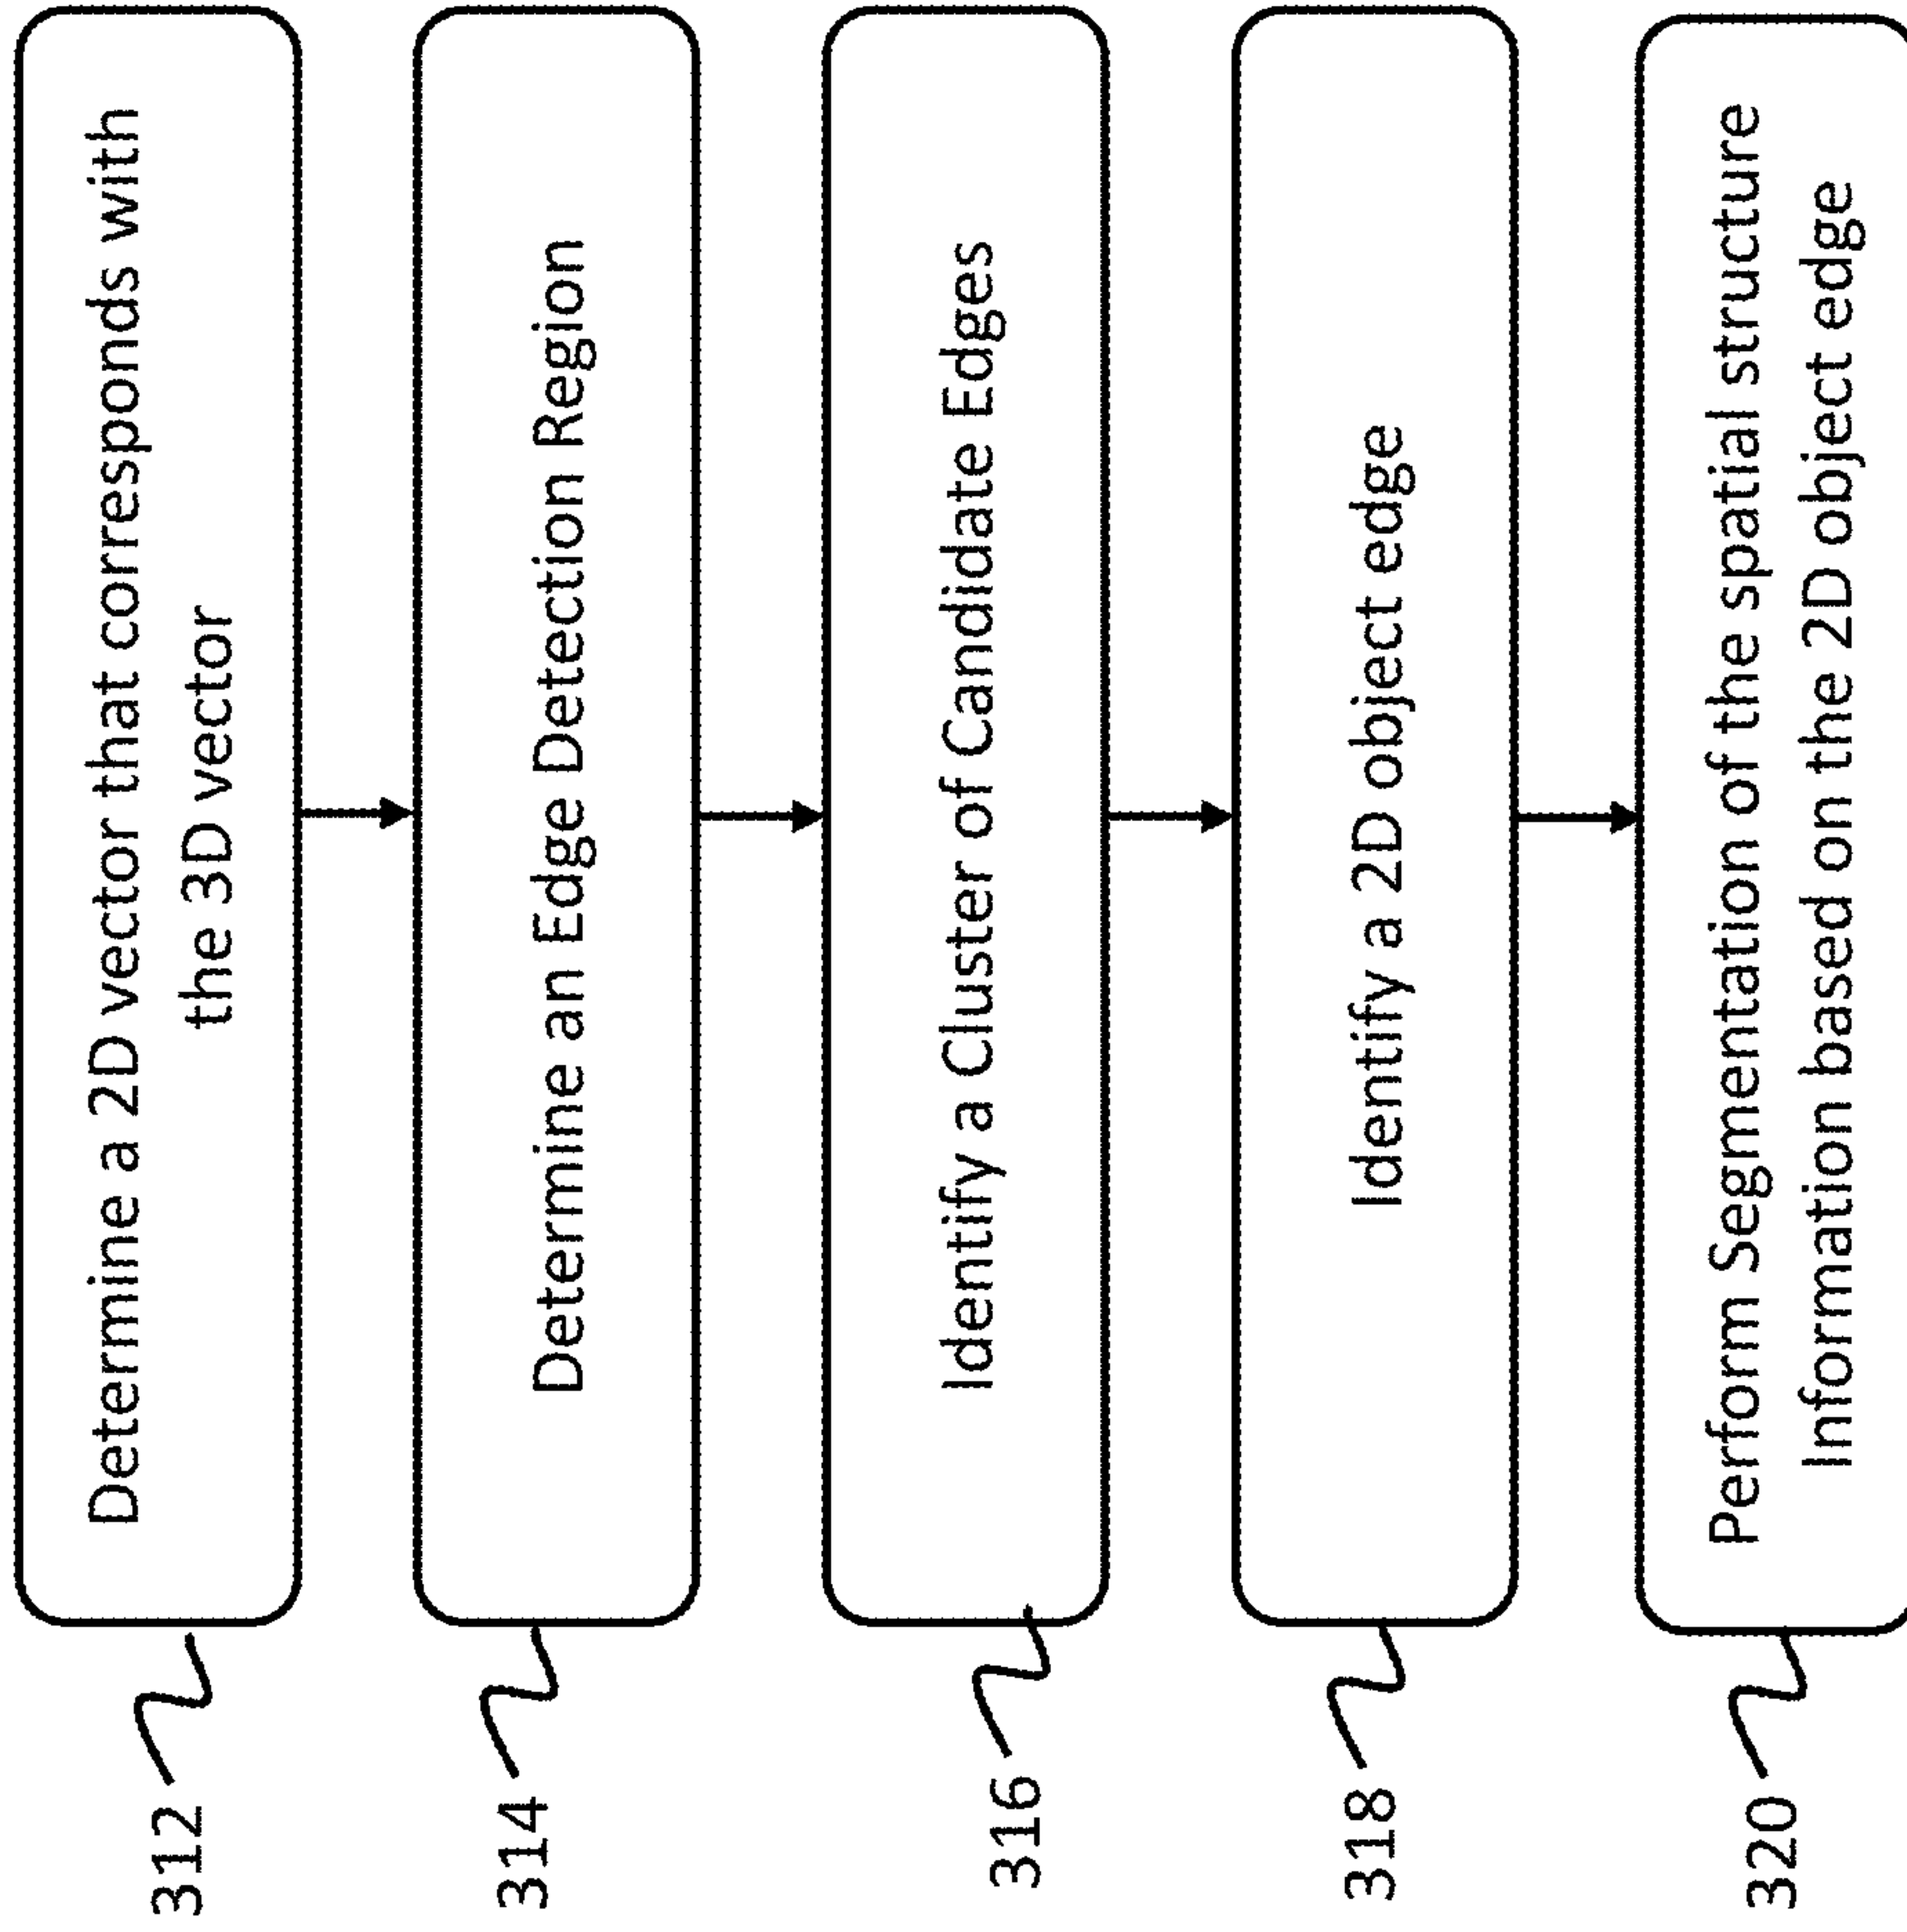 312
Determine a 2D vector that corresponds with
the 3D vector
314
Determine an Edge Detection Region
316
Identify a Cluster of Candidate Edges
318
Identify a 2D object edge
320
Perform Segmentation of the spatial structure
Information based on the 2D object edge